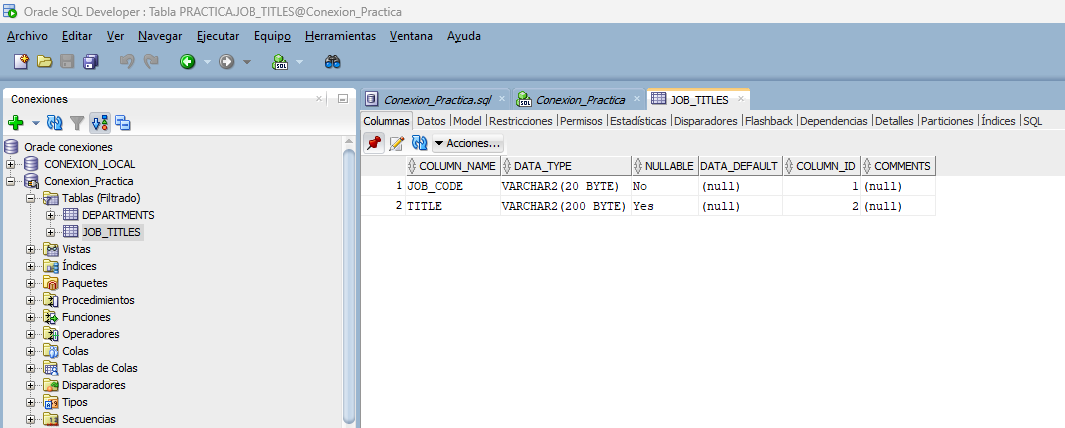 Oracle SQL Developer : Tabla PRACTICA.JOB_TITLES@Conexion_Practica
Archivo Editar Ver Navegar Ejecutar Equipo Herramientas Ventana Ayuda
SQL
Conexiones
Oracle conexiones
CONEXION_LOCAL
Conexion_Practica
Tablas (Filtrado)
DEPARTMENTS
JOB_TITLES
Vistas
Índices
Paquetes
Procedimientos
Funciones
Operadores
Colas
Tablas de Colas
Disparadores
Tipos
Secuencias
Conexion_Practica.sql Conexion_Practica JOB_TITLES
Columnas Datos Model Restricciones Permisos Estadísticas Disparadores Flashback Dependencias Detalles Particiones Índices SQL
Acciones...
COLUMN_NAME DATA_TYPE NULLABLE DATA_DEFAULT COLUMN_ID COMMENTS
1 JOB_CODE VARCHAR2(20 BYTE) No (null) 1 (null)
2 TITLE VARCHAR2(200 BYTE) Yes (null) 2 (null)